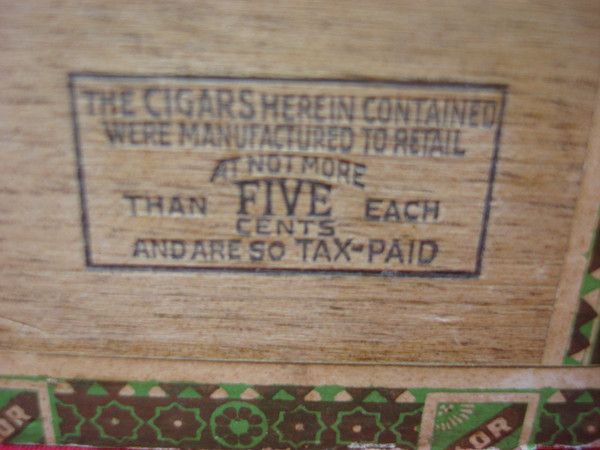 THE CIGARS HEREIN CONTAINED
WERE MANUFACTURED TO RETAIL
AT NOT MORE
THAN FIVE EACH
CENTS
AND ARE SO TAX-PAID